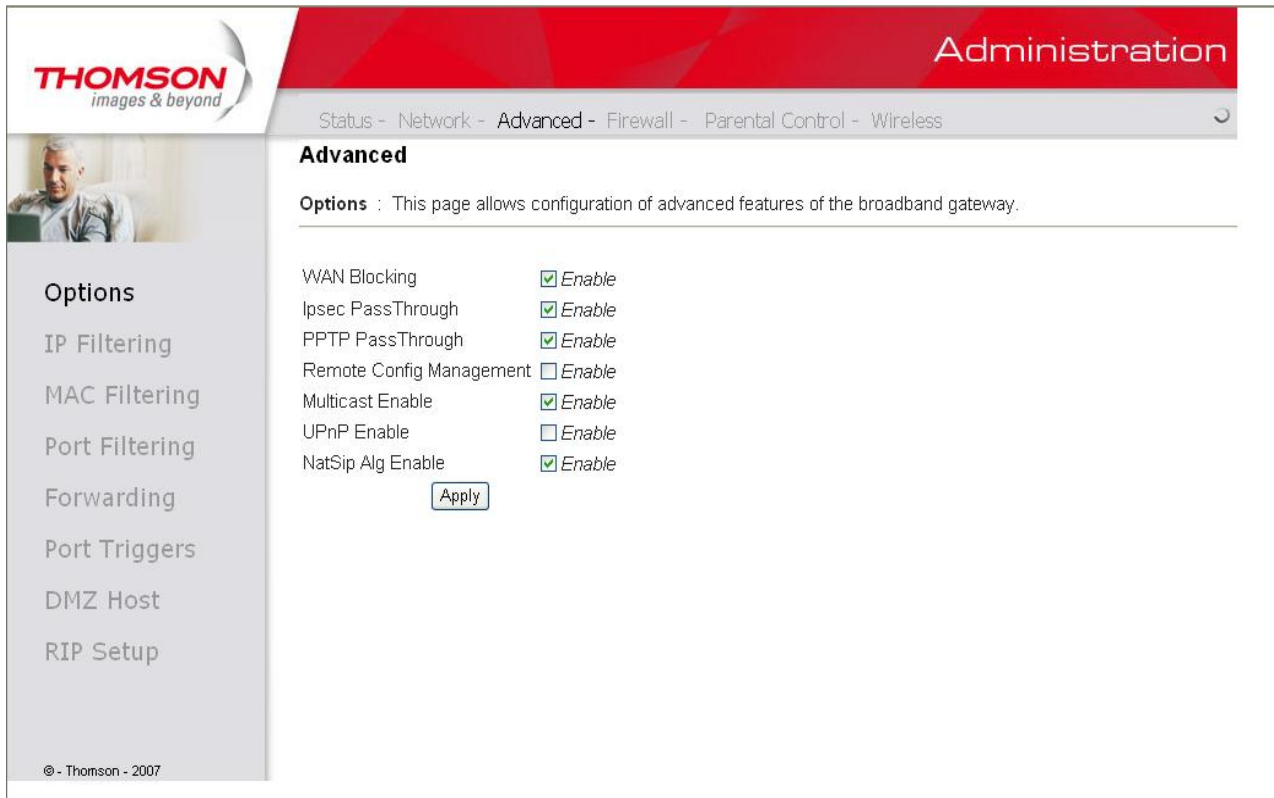 THOMSON
images & beyond
Administration
Status - Network - Advanced - Firewall - Parental Control - Wireless
Advanced
Options : This page allows configuration of advanced features of the broadband gateway.
Options
IP Filtering
MAC Filtering
Port Filtering
Forwarding
Port Triggers
DMZ Host
RIP Setup
WAN Blocking Enable
Ipsec PassThrough Enable
PPTP PassThrough Enable
Remote Config Management Enable
Multicast Enable Enable
UPnP Enable Enable
NatSip Alg Enable Enable
Apply
© - Thomson - 2007